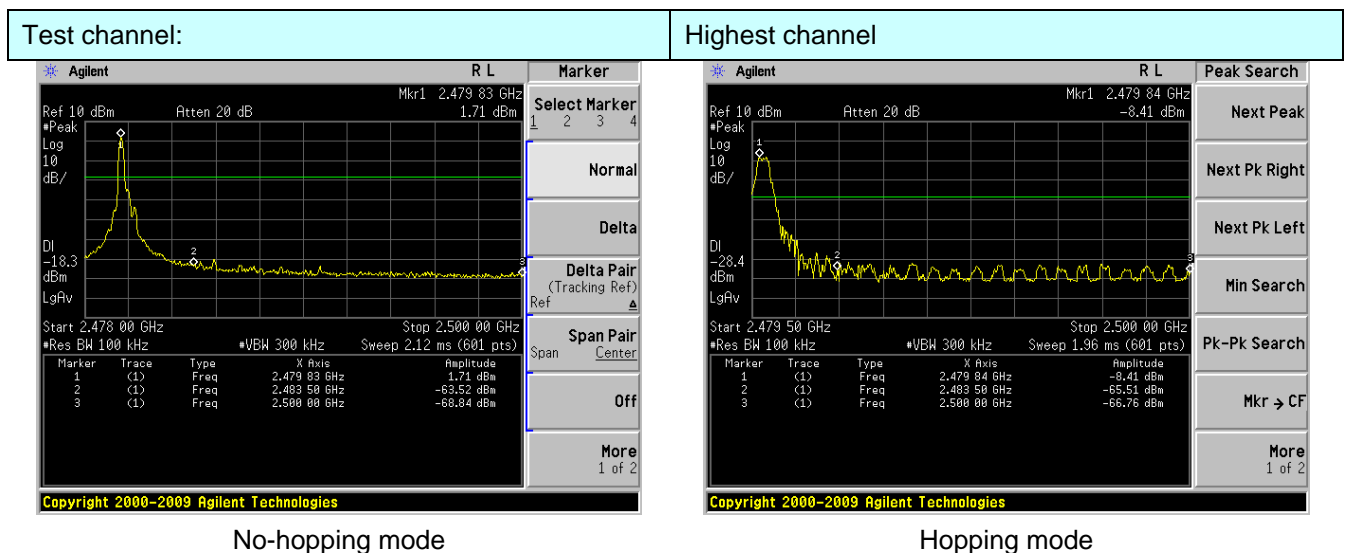 Test channel:
Highest channel
Agilent
R L
Marker
Mkr1 2.479 83 GHz
Ref 10 dBm Atten 20 dB 1.71 dBm
#Peak
Log
10
dB/
DI
-18.3
dBm
LgAv
1
2
3
Start 2.478 00 GHz Stop 2.500 00 GHz
#Res BW 100 kHz #VBW 300 kHz Sweep 2.12 ms (601 pts)
Marker Trace Type X Axis Amplitude
1 (1) Freq 2.479 83 GHz 1.71 dBm
2 (1) Freq 2.483 50 GHz -63.52 dBm
3 (1) Freq 2.500 00 GHz -68.84 dBm
Select Marker
1 2 3 4
Normal
Delta
Delta Pair
(Tracking Ref)
Ref Δ
Span Pair
Span Center
Off
More
1 of 2
Copyright 2000-2009 Agilent Technologies
No-hopping mode
Agilent
R L
Peak Search
Mkr1 2.479 84 GHz
Ref 10 dBm Atten 20 dB -8.41 dBm
#Peak
Log
10
dB/
DI
-28.4
dBm
LgAv
1
2
3
Start 2.479 50 GHz Stop 2.500 00 GHz
#Res BW 100 kHz #VBW 300 kHz Sweep 1.96 ms (601 pts)
Marker Trace Type X Axis Amplitude
1 (1) Freq 2.479 84 GHz -8.41 dBm
2 (1) Freq 2.483 50 GHz -65.51 dBm
3 (1) Freq 2.500 00 GHz -66.76 dBm
Next Peak
Next Pk Right
Next Pk Left
Min Search
Pk-Pk Search
Mkr → CF
More
1 of 2
Copyright 2000-2009 Agilent Technologies
Hopping mode